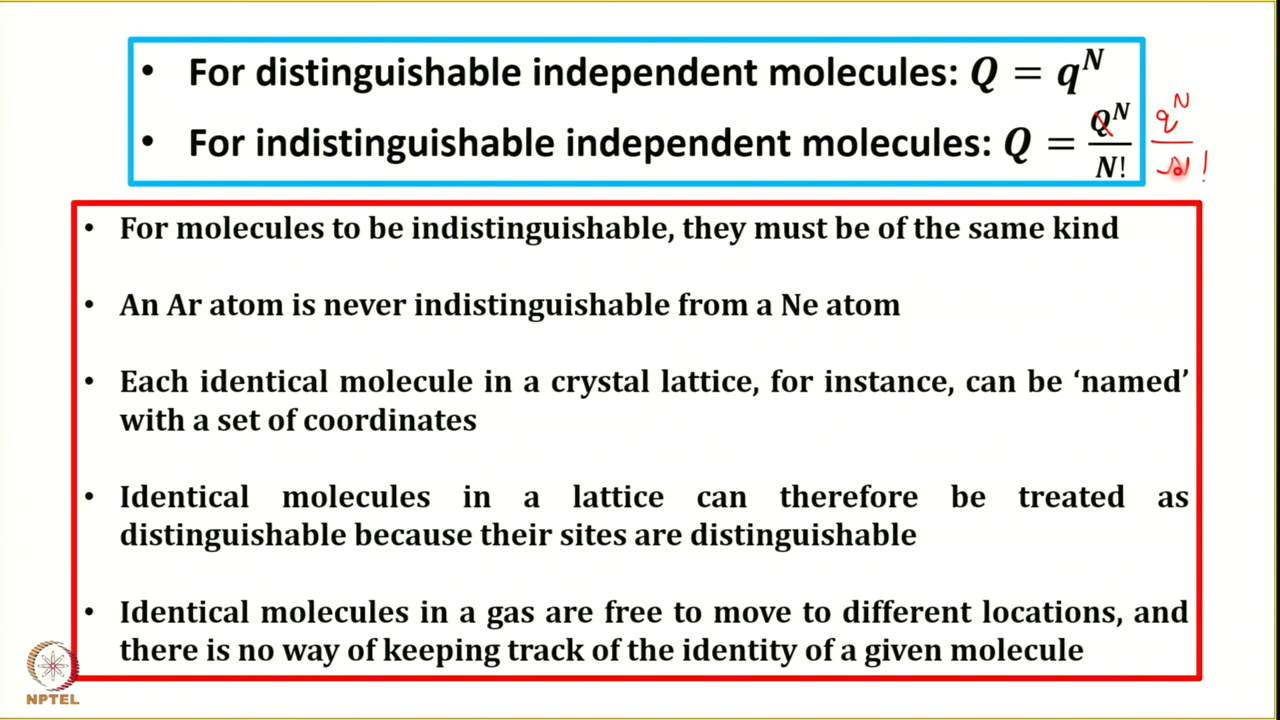 • For distinguishable independent molecules: Q = q^N
• For indistinguishable independent molecules: Q = Q^N / N! q^N / N!
• For molecules to be indistinguishable, they must be of the same kind
• An Ar atom is never indistinguishable from a Ne atom
• Each identical molecule in a crystal lattice, for instance, can be ‘named’
with a set of coordinates
• Identical molecules in a lattice can therefore be treated as
distinguishable because their sites are distinguishable
• Identical molecules in a gas are free to move to different locations, and
there is no way of keeping track of the identity of a given molecule
NPTEL